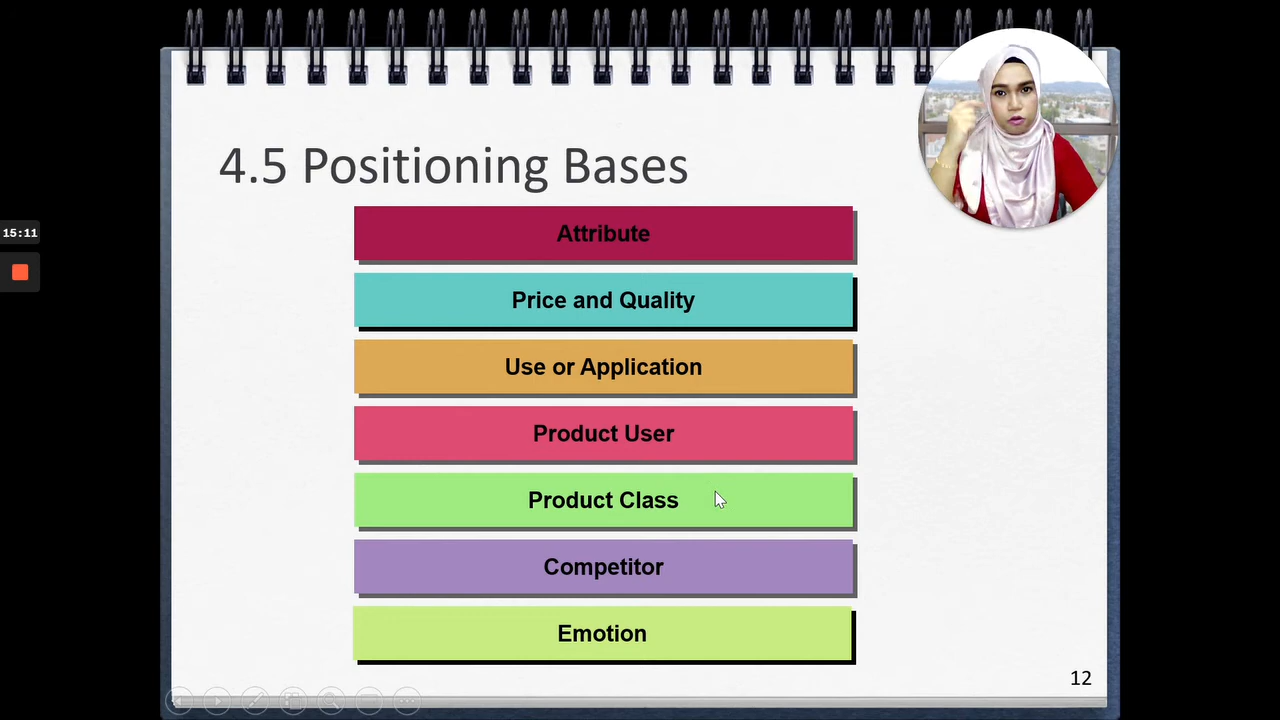 4.5 Positioning Bases
15:11
Attribute
Price and Quality
Use or Application
Product User
Product Class
Competitor
Emotion
12